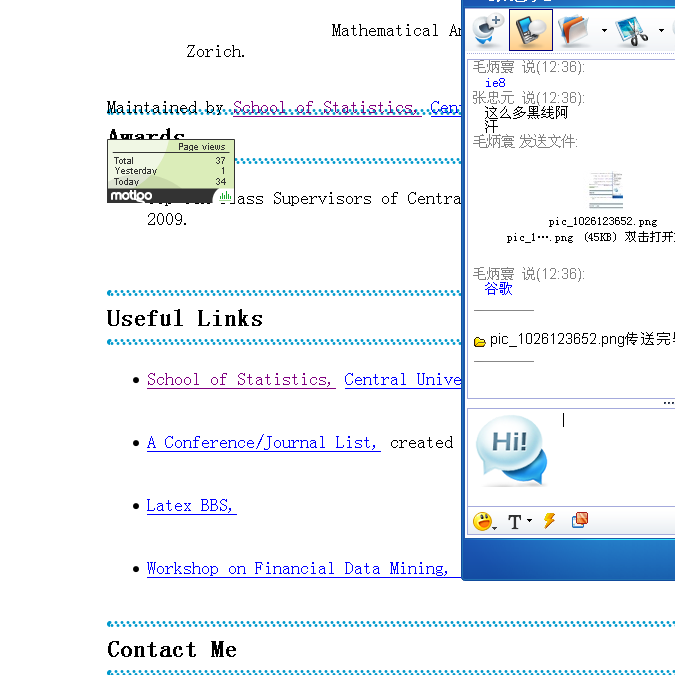 Mathematical
Zorich.
Maintained by School of Statistics, Cent
Awards
Page views
Total 37
Yesterday 1
Today 34
motigo
Class Supervisors of Centra
2009.
Useful Links
School of Statistics, Central Unive
A Conference/Journal List, created
Latex BBS,
Workshop on Financial Data Mining,
Contact Me
毛炳寰 说(12:36):
ie8
张忠元 说(12:36):
这么多黑线阿
汗
毛炳寰 发送文件:
pic_1026123652.png
pic_1….png (45KB) 双击打开
毛炳寰 说(12:36):
谷歌
pic_1026123652.png传送完
Hi!
T